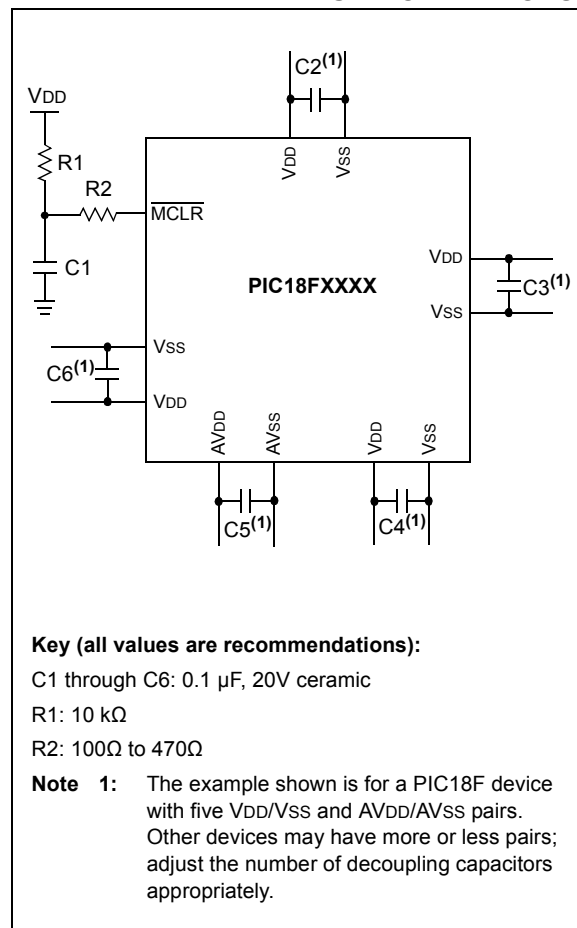 C2(1)
VDD
R1
R2
VDD
VSS
MCLR
C1
PIC18FXXXX
VDD
C3(1)
VSS
VSS
C6(1)
VDD
AVDD
AVSS
VDD
VSS
C5(1)
C4(1)
Key (all values are recommendations):
C1 through C6: 0.1 µF, 20V ceramic
R1: 10 kΩ
R2: 100Ω to 470Ω
Note 1: The example shown is for a PIC18F device
with five VDD/VSS and AVDD/AVSS pairs.
Other devices may have more or less pairs;
adjust the number of decoupling capacitors
appropriately.